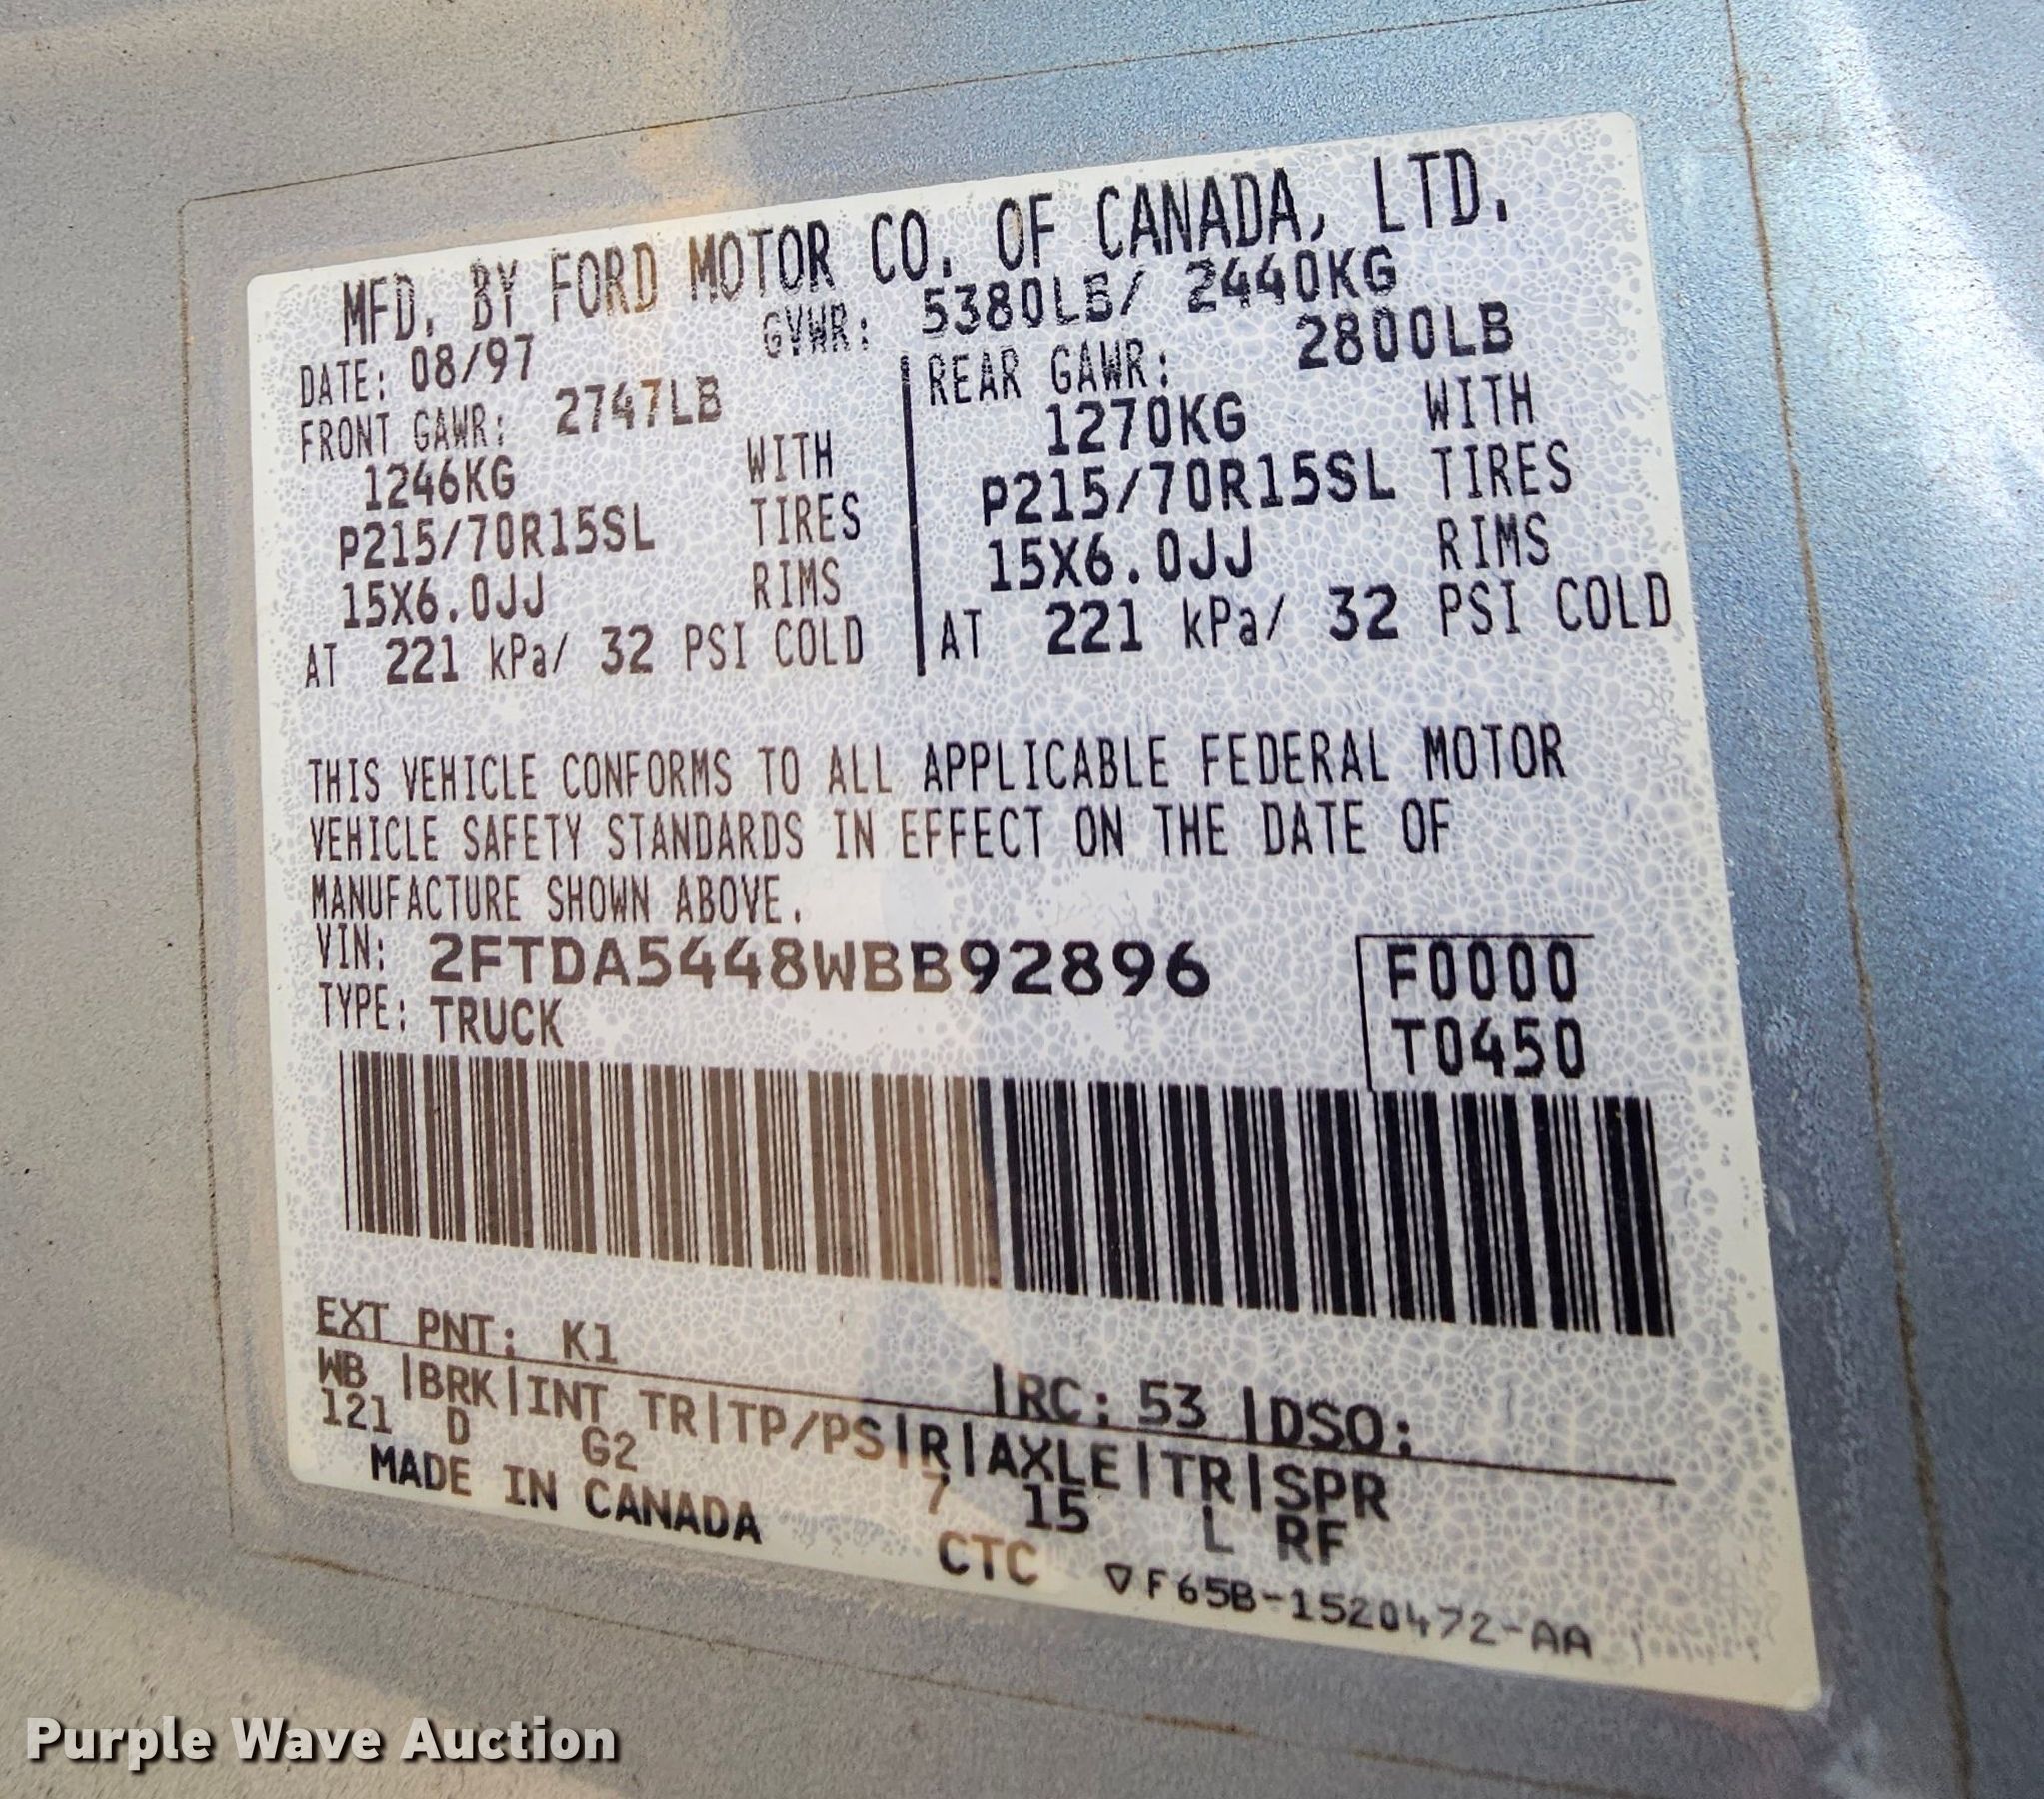 MFD. BY FORD MOTOR CO. OF CANADA, LTD.
DATE: 08/97 GVWR: 5380LB/ 2440KG
FRONT GAWR: 2747LB
1246KG WITH
P215/70R15SL TIRES
15X6.0JJ RIMS
AT 221 kPa/ 32 PSI COLD
REAR GAWR: 2800LB
1270KG WITH
P215/70R15SL TIRES
15X6.0JJ RIMS
AT 221 kPa/ 32 PSI COLD
THIS VEHICLE CONFORMS TO ALL APPLICABLE FEDERAL MOTOR
VEHICLE SAFETY STANDARDS IN EFFECT ON THE DATE OF
MANUFACTURE SHOWN ABOVE.
VIN: 2FTDA5448WBB92896
TYPE: TRUCK
F0000
T0450
EXT PNT: K1 |RC: 53 |DSO:
WB |BRK|INT TR|TP/PS|R|AXLE|TR|SPR
121 D G2 7 15 L RF
MADE IN CANADA CTC ▽F65B-1520472-AA
Purple Wave Auction